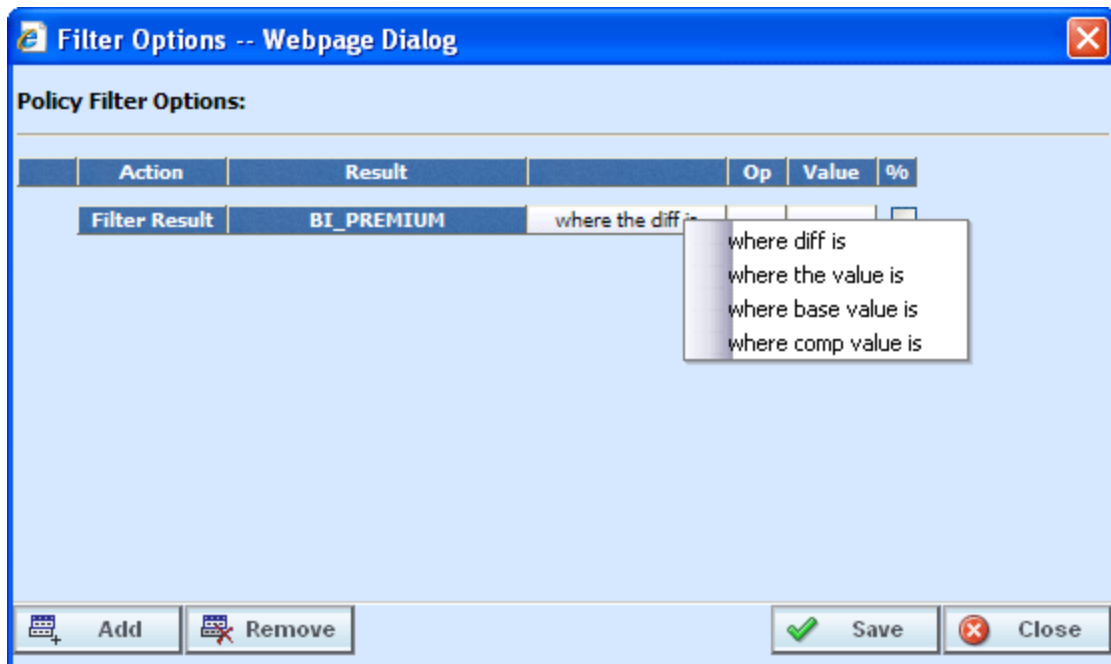 Filter Options -- Webpage Dialog
Policy Filter Options:
Action Result Op Value %
Filter Result BI_PREMIUM where the diff is
where diff is
where the value is
where base value is
where comp value is
Add Remove Save Close